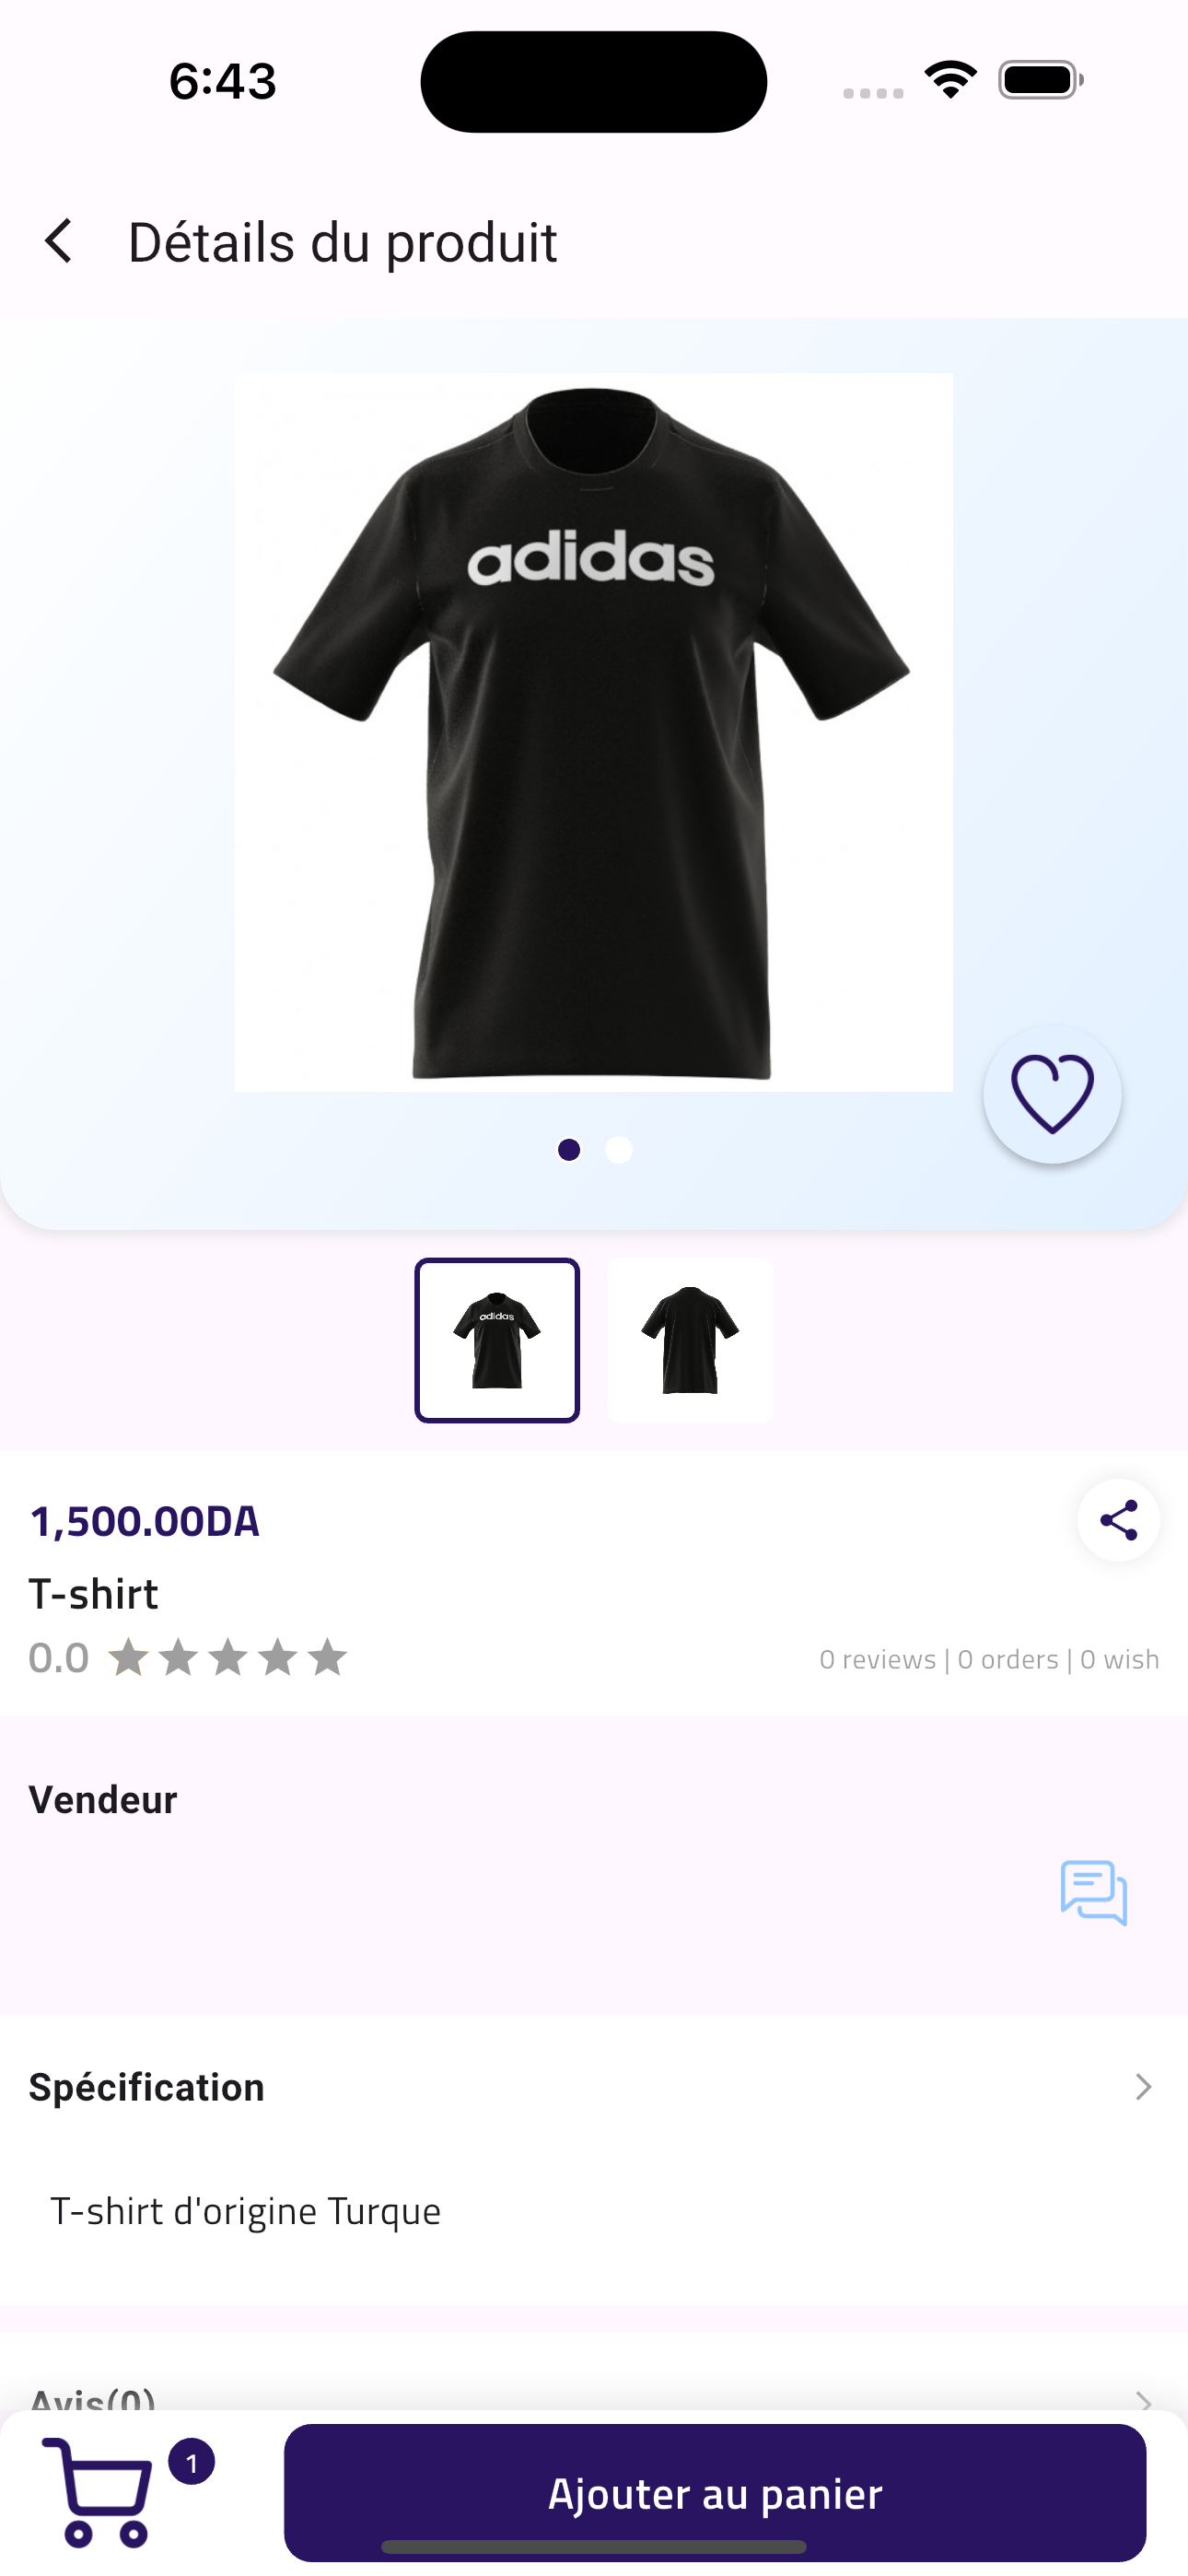 6:43
Détails du produit
adidas
adidas
1,500.00DA
T-shirt
0.0
0 reviews | 0 orders | 0 wish
Vendeur
Spécification
T-shirt d'origine Turque
Avis(0)
1
Ajouter au panier